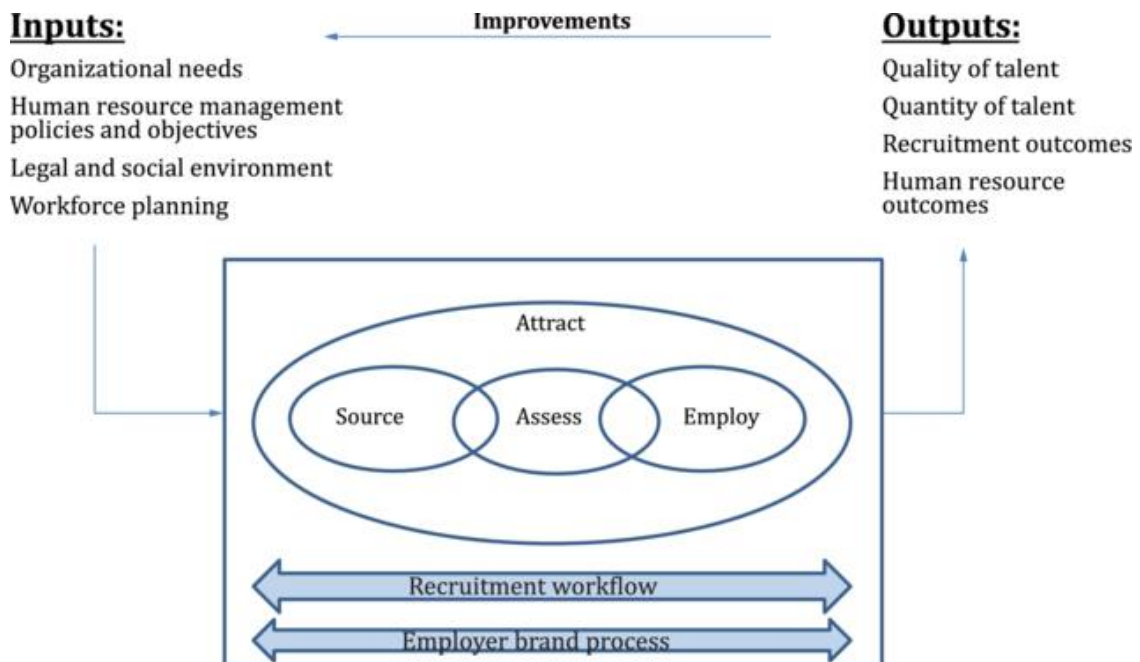 Inputs:
Organizational needs
Human resource management
policies and objectives
Legal and social environment
Workforce planning
Improvements
Outputs:
Quality of talent
Quantity of talent
Recruitment outcomes
Human resource
outcomes
Attract
Source
Assess
Employ
Recruitment workflow
Employer brand process